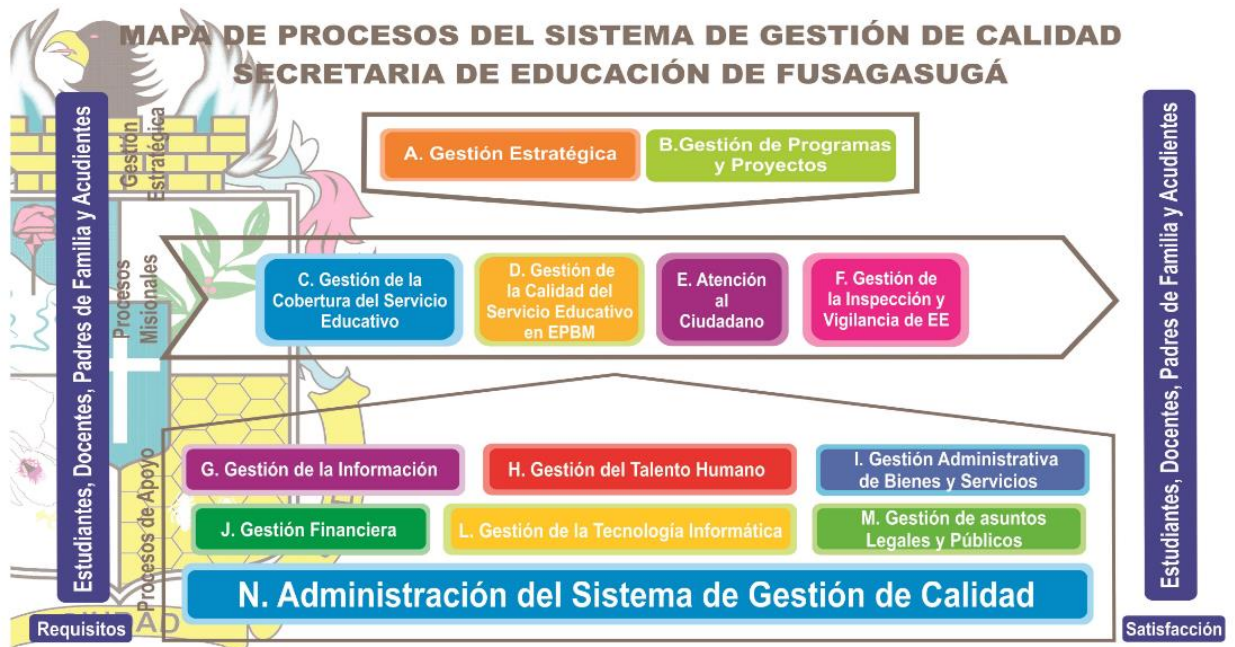 MAPA DE PROCESOS DEL SISTEMA DE GESTIÓN DE CALIDAD
SECRETARIA DE EDUCACIÓN DE FUSAGASUGÁ
Estudiantes, Docentes, Padres de Familia y Acudientes
Requisitos
Gestión
Estratégica
A. Gestión Estratégica
B.Gestión de Programas
y Proyectos
Procesos
Misionales
C. Gestión de la
Cobertura del Servicio
Educativo
D. Gestión de
la Calidad del
Servicio Educativo
en EPBM
E. Atención
al
Ciudadano
F. Gestión de
la Inspección y
Vigilancia de EE
Procesos de Apoyo
G. Gestión de la Información
H. Gestión del Talento Humano
I. Gestión Administrativa
de Bienes y Servicios
J. Gestión Financiera
L. Gestión de la Tecnología Informática
M. Gestión de asuntos
Legales y Públicos
N. Administración del Sistema de Gestión de Calidad
Estudiantes, Docentes, Padres de Familia y Acudientes
Satisfacción